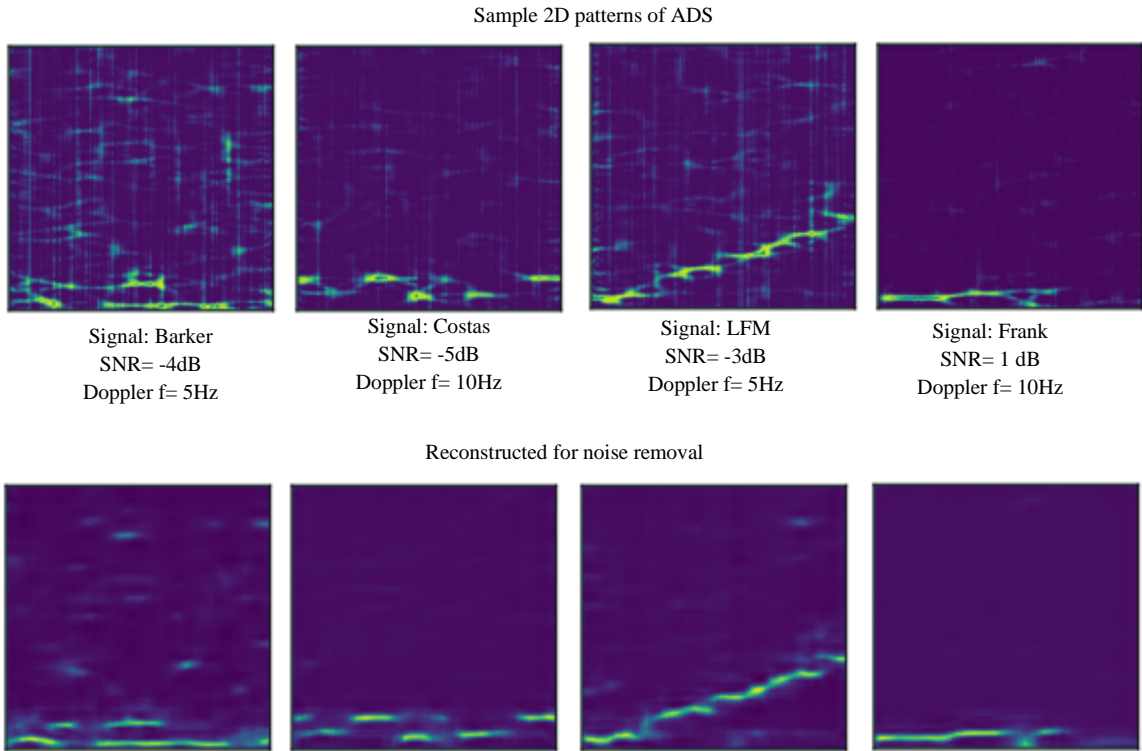 Sample 2D patterns of ADS
Signal: Barker
SNR= -4dB
Doppler f= 5Hz
Signal: Costas
SNR= -5dB
Doppler f= 10Hz
Signal: LFM
SNR= -3dB
Doppler f= 5Hz
Signal: Frank
SNR= 1 dB
Doppler f= 10Hz
Reconstructed for noise removal